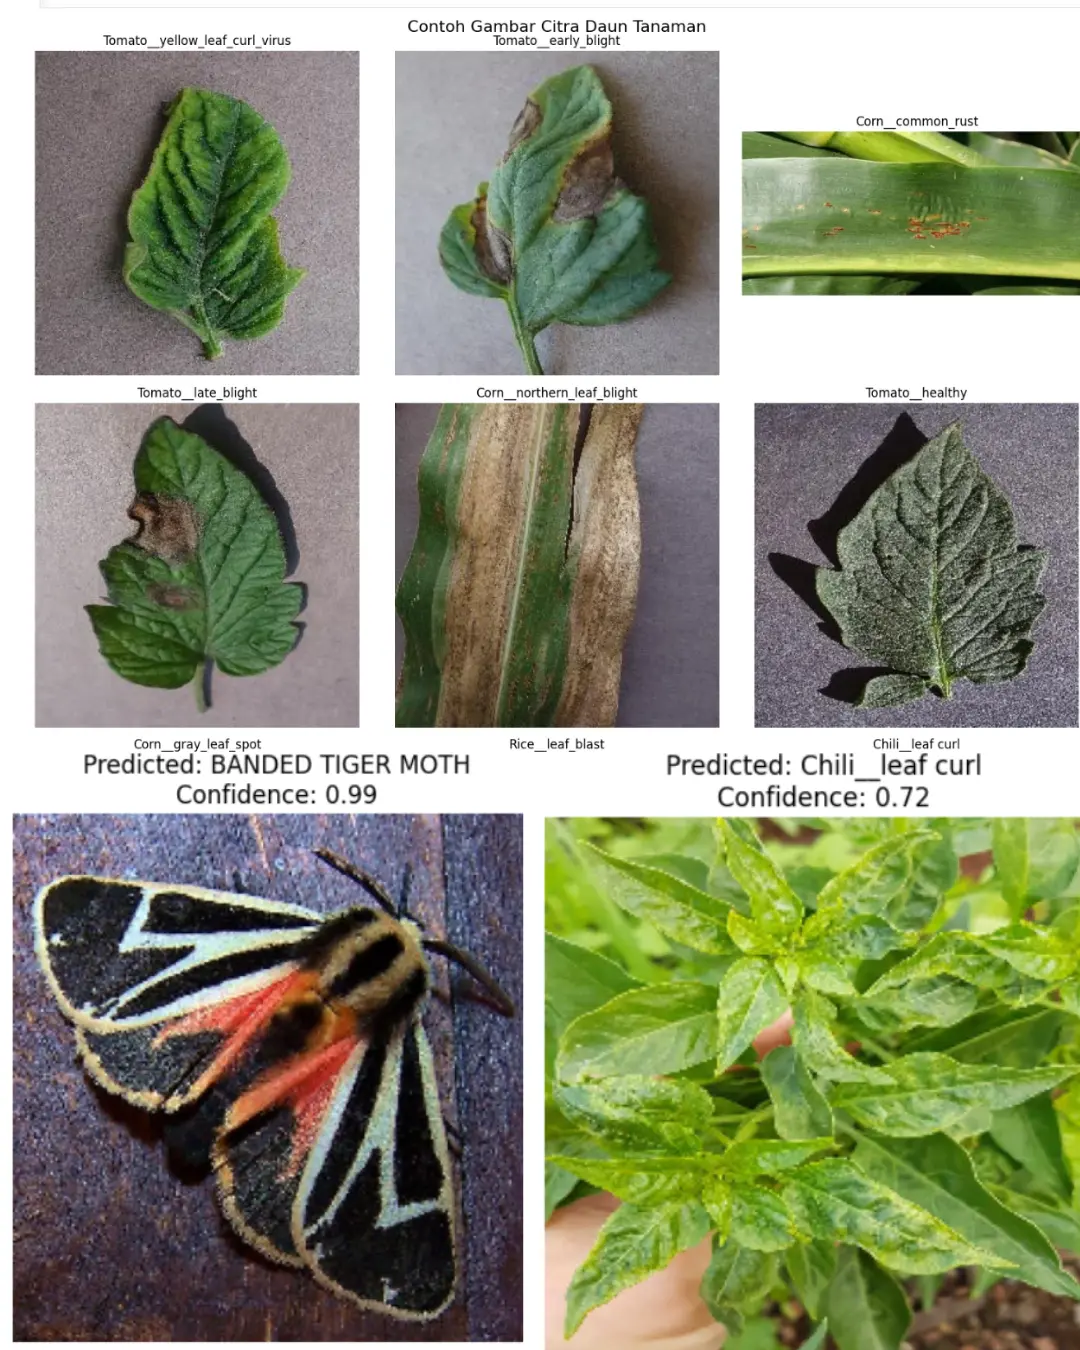 Contoh Gambar Citra Daun Tanaman
Tomato__yellow_leaf_curl_virus
Tomato__early_blight
Corn__common_rust
Tomato__late_blight
Corn__northern_leaf_blight
Tomato__healthy
Corn__gray_leaf_spot
Rice__leaf_blast
Chili__leaf curl
Predicted: BANDED TIGER MOTH
Confidence: 0.99
Predicted: Chili__leaf curl
Confidence: 0.72